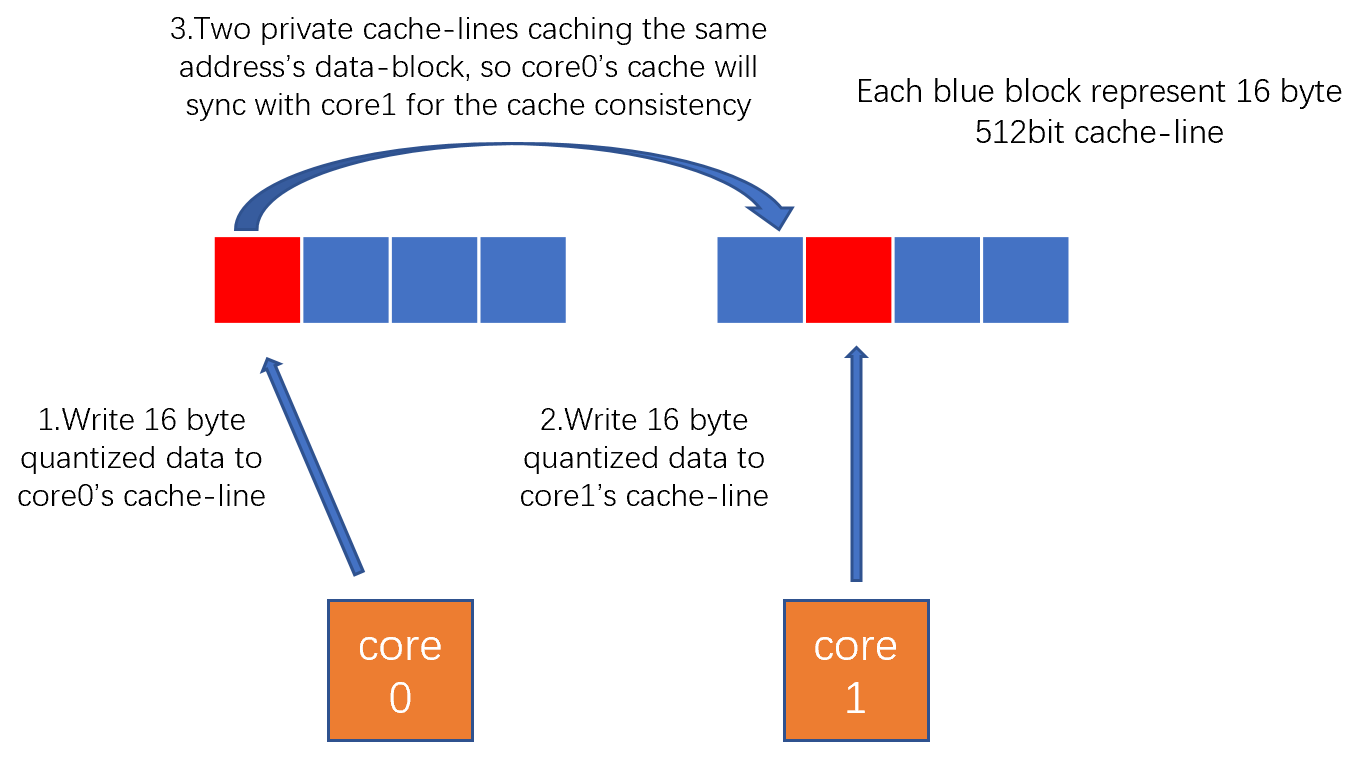 3.Two private cache-lines caching the same
address’s data-block, so core0’s cache will
sync with core1 for the cache consistency
Each blue block represent 16 byte
512bit cache-line
1.Write 16 byte
quantized data to
core0’s cache-line
2.Write 16 byte
quantized data to
core1’s cache-line
core
0
core
1